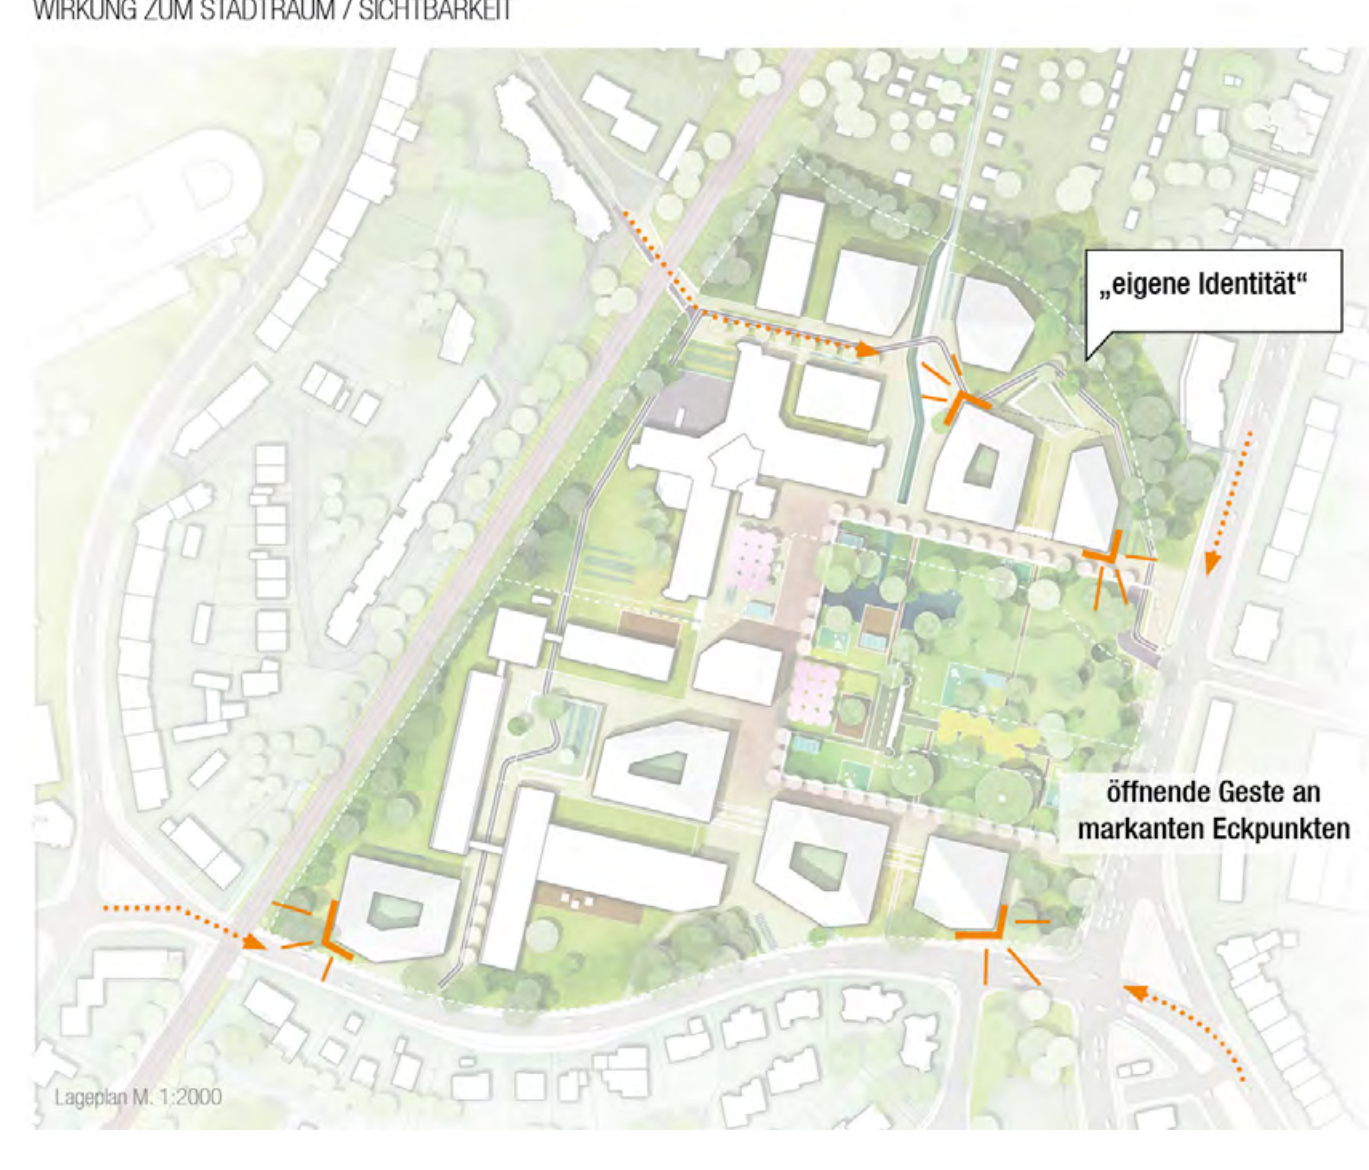 WIRKUNG ZUM STADTRAUM / SICHTBARKEIT
„eigene Identität“
öffnende Geste an
markanten Eckpunkten
Lageplan M. 1:2000